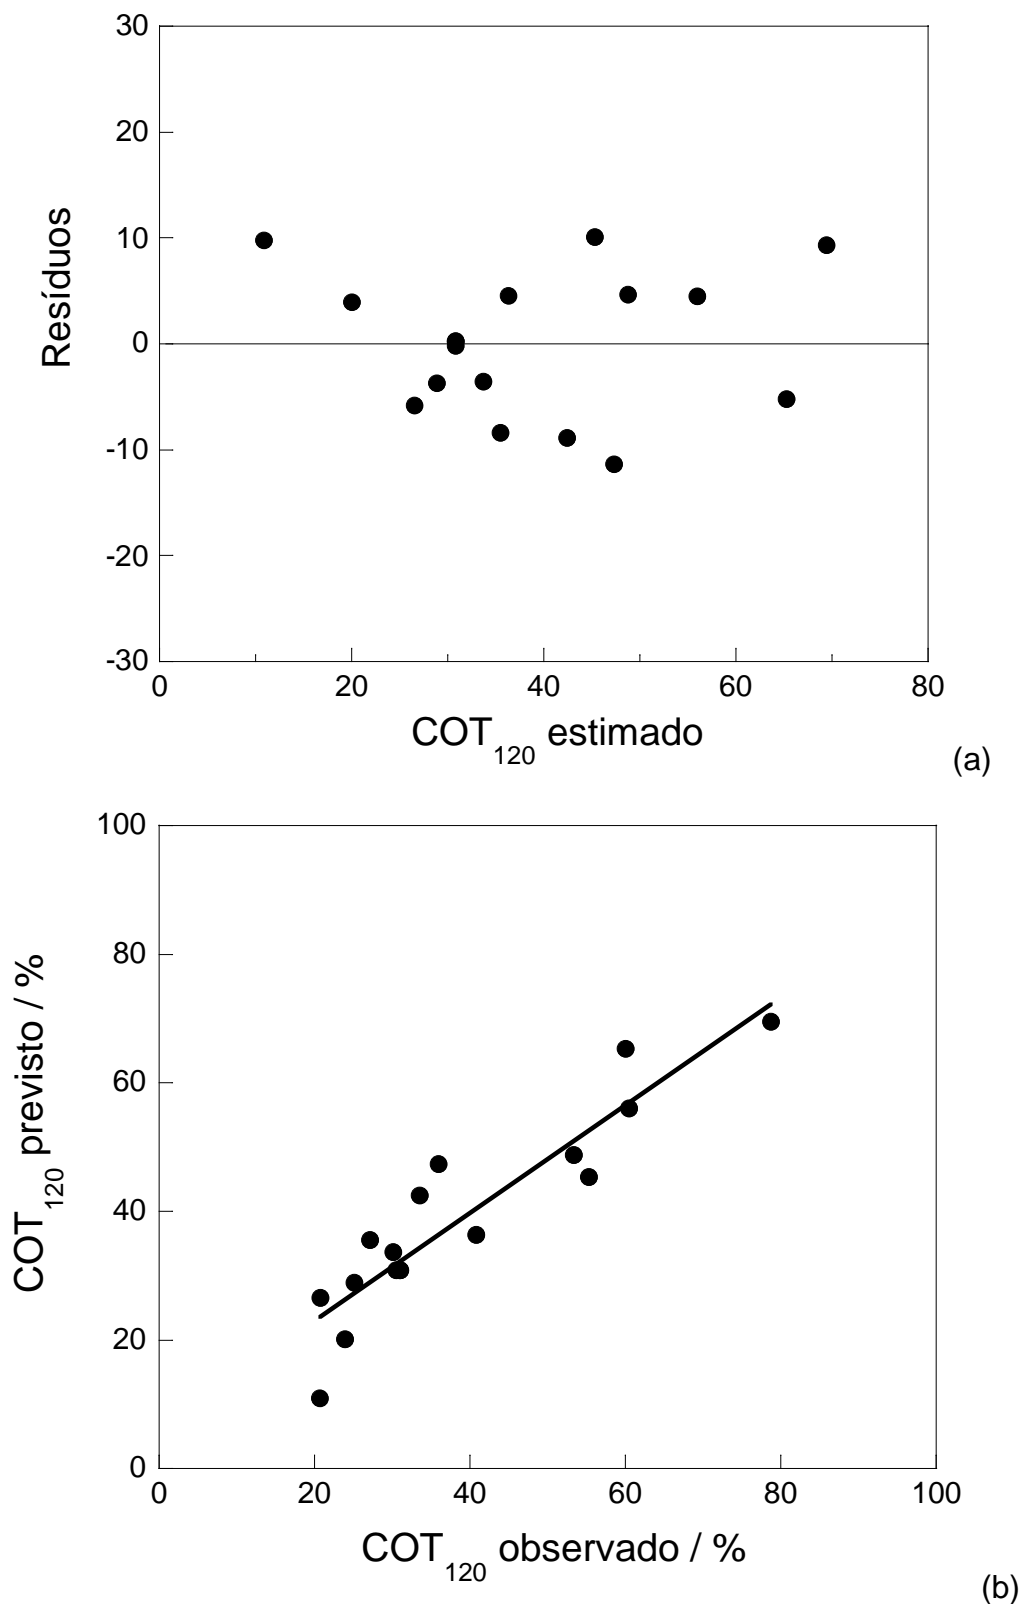 30
20
10
0
-10
-20
-30
Resíduos
0 20 40 60 80
COT120 estimado
(a)
100
80
60
40
20
0
COT120 previsto / %
0 20 40 60 80 100
COT120 observado / %
(b)